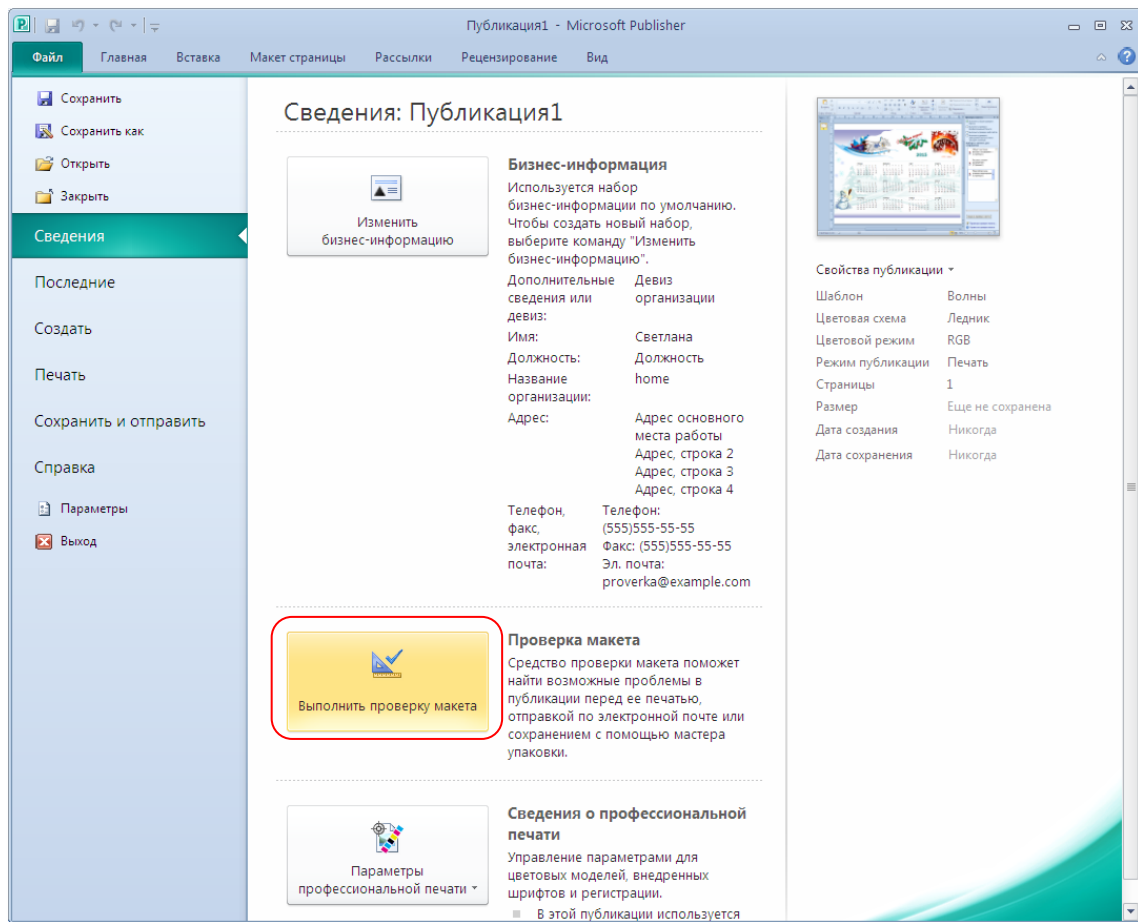 Публикация1 - Microsoft Publisher
Файл Главная Вставка Макет страницы Рассылки Рецензирование Вид
Сохранить
Сохранить как
Открыть
Закрыть
Сведения
Последние
Создать
Печать
Сохранить и отправить
Справка
Параметры
Выход
Сведения: Публикация1
Изменить
бизнес-информацию
Бизнес-информация
Используется набор
бизнес-информации по умолчанию.
Чтобы создать новый набор,
выберите команду "Изменить
бизнес-информацию".
Дополнительные Девиз
сведения или организации
девиз:
Имя: Светлана
Должность: Должность
Название home
организации:
Адрес: Адрес основного
места работы
Адрес, строка 2
Адрес, строка 3
Адрес, строка 4
Телефон, Телефон:
факс, (555)555-55-55
электронная Факс: (555)555-55-55
почта: Эл. почта:
proverka@example.com
Выполнить проверку макета
Проверка макета
Средство проверки макета поможет
найти возможные проблемы в
публикации перед ее печатью,
отправкой по электронной почте или
сохранением с помощью мастера
упаковки.
Параметры
профессиональной печати
Сведения о профессиональной
печати
Управление параметрами для
цветовых моделей, внедренных
шрифтов и регистрации.
В этой публикации используется
Свойства публикации
Шаблон Волны
Цветовая схема Ледник
Цветовой режим RGB
Режим публикации Печать
Страницы 1
Размер Еще не сохранена
Дата создания Никогда
Дата сохранения Никогда